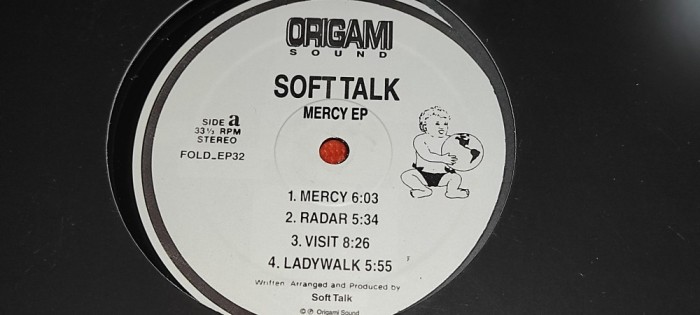 ORIGAMI
SOUND
SOFT TALK
MERCY EP
SIDE a
33⅓ RPM
STEREO
FOLD_EP32
1. MERCY 6:03
2. RADAR 5:34
3. VISIT 8:26
4. LADYWALK 5:55
Written Arranged and Produced by
Soft Talk
© ℗ Origami Sound